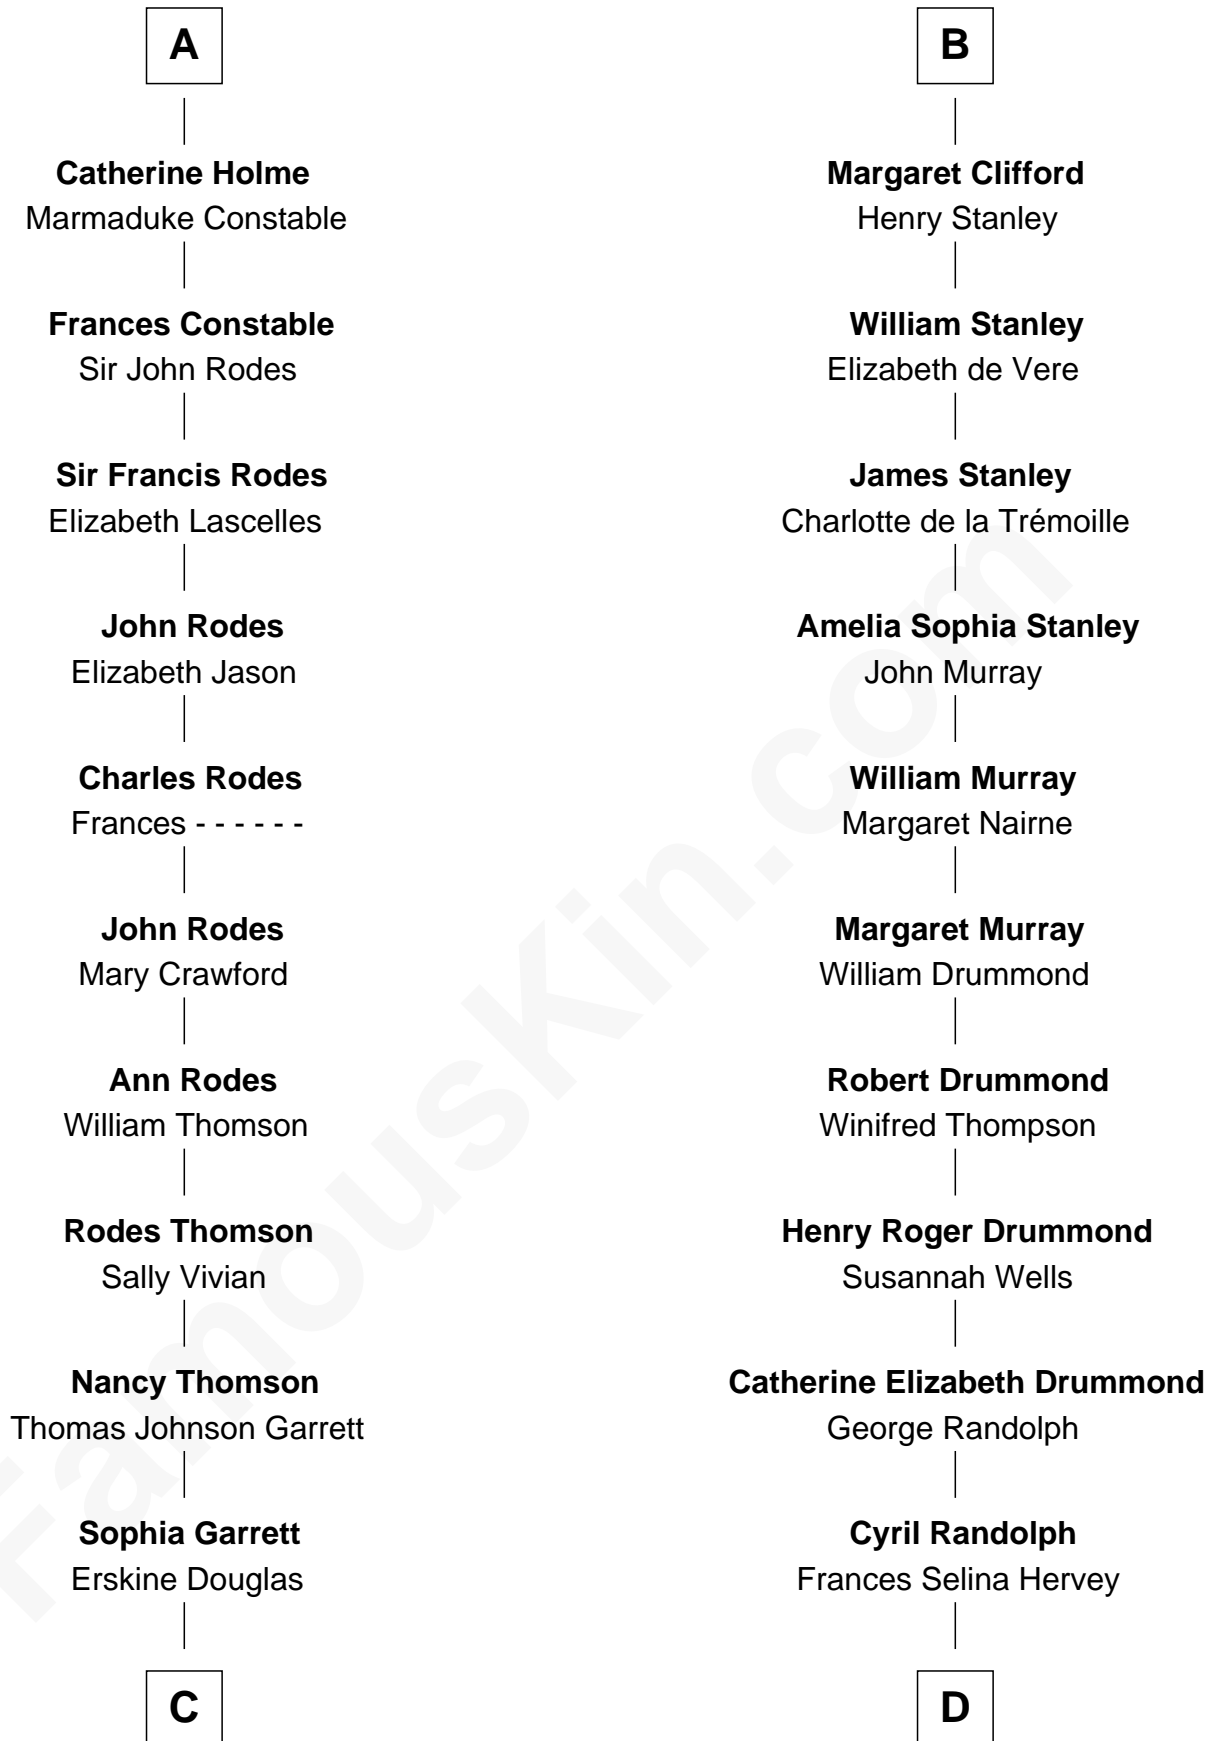 A
Catherine Holme
Marmaduke Constable
Frances Constable
Sir John Rodes
Sir Francis Rodes
Elizabeth Lascelles
John Rodes
Elizabeth Jason
Charles Rodes
Frances - - - - - -
John Rodes
Mary Crawford
Ann Rodes
William Thomson
Rodes Thomson
Sally Vivian
Nancy Thomson
Thomas Johnson Garrett
Sophia Garrett
Erskine Douglas
C
B
Margaret Clifford
Henry Stanley
William Stanley
Elizabeth de Vere
James Stanley
Charlotte de la Trémoille
Amelia Sophia Stanley
John Murray
William Murray
Margaret Nairne
Margaret Murray
William Drummond
Robert Drummond
Winifred Thompson
Henry Roger Drummond
Susannah Wells
Catherine Elizabeth Drummond
George Randolph
Cyril Randolph
Frances Selina Hervey
D
FamousKin.com